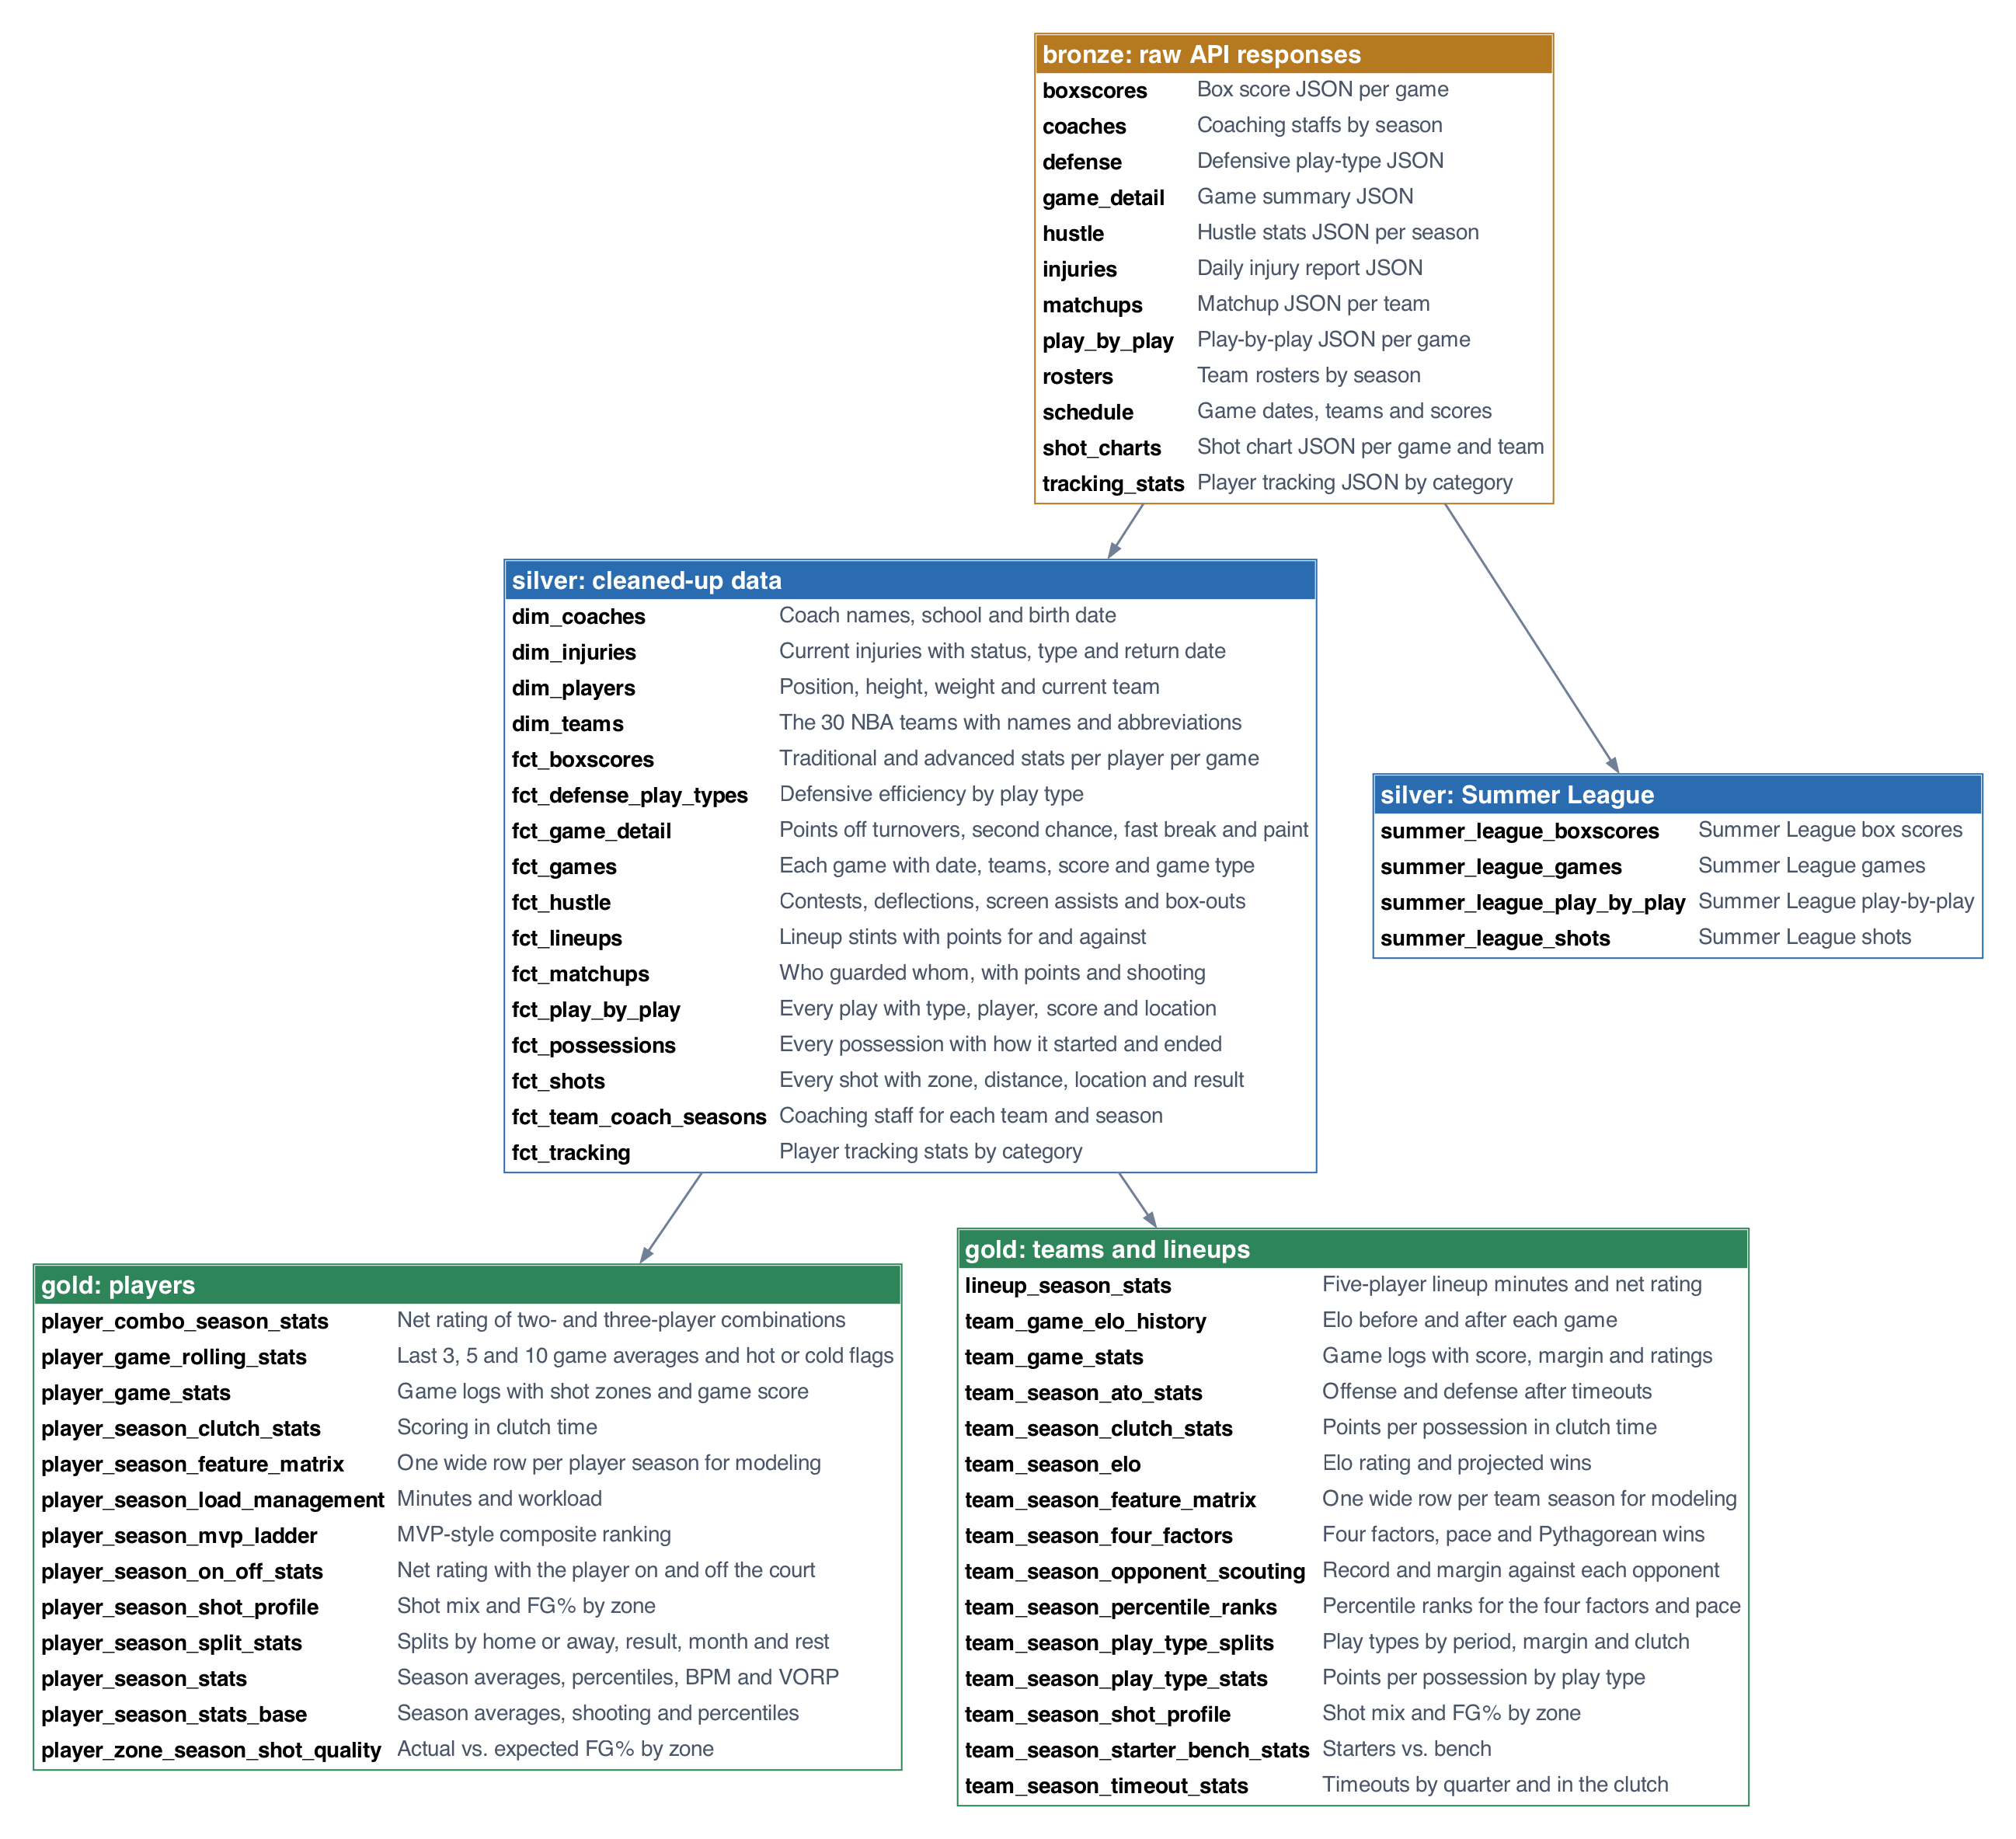 bronze: raw API responses
boxscores Box score JSON per game
coaches Coaching staffs by season
defense Defensive play-type JSON
game_detail Game summary JSON
hustle Hustle stats JSON per season
injuries Daily injury report JSON
matchups Matchup JSON per team
play_by_play Play-by-play JSON per game
rosters Team rosters by season
schedule Game dates, teams and scores
shot_charts Shot chart JSON per game and team
tracking_stats Player tracking JSON by category
silver: cleaned-up data
dim_coaches Coach names, school and birth date
dim_injuries Current injuries with status, type and return date
dim_players Position, height, weight and current team
dim_teams The 30 NBA teams with names and abbreviations
fct_boxscores Traditional and advanced stats per player per game
fct_defense_play_types Defensive efficiency by play type
fct_game_detail Points off turnovers, second chance, fast break and paint
fct_games Each game with date, teams, score and game type
fct_hustle Contests, deflections, screen assists and box-outs
fct_lineups Lineup stints with points for and against
fct_matchups Who guarded whom, with points and shooting
fct_play_by_play Every play with type, player, score and location
fct_possessions Every possession with how it started and ended
fct_shots Every shot with zone, distance, location and result
fct_team_coach_seasons Coaching staff for each team and season
fct_tracking Player tracking stats by category
silver: Summer League
summer_league_boxscores Summer League box scores
summer_league_games Summer League games
summer_league_play_by_play Summer League play-by-play
summer_league_shots Summer League shots
gold: players
player_combo_season_stats Net rating of two- and three-player combinations
player_game_rolling_stats Last 3, 5 and 10 game averages and hot or cold flags
player_game_stats Game logs with shot zones and game score
player_season_clutch_stats Scoring in clutch time
player_season_feature_matrix One wide row per player season for modeling
player_season_load_management Minutes and workload
player_season_mvp_ladder MVP-style composite ranking
player_season_on_off_stats Net rating with the player on and off the court
player_season_shot_profile Shot mix and FG% by zone
player_season_split_stats Splits by home or away, result, month and rest
player_season_stats Season averages, percentiles, BPM and VORP
player_season_stats_base Season averages, shooting and percentiles
player_zone_season_shot_quality Actual vs. expected FG% by zone
gold: teams and lineups
lineup_season_stats Five-player lineup minutes and net rating
team_game_elo_history Elo before and after each game
team_game_stats Game logs with score, margin and ratings
team_season_ato_stats Offense and defense after timeouts
team_season_clutch_stats Points per possession in clutch time
team_season_elo Elo rating and projected wins
team_season_feature_matrix One wide row per team season for modeling
team_season_four_factors Four factors, pace and Pythagorean wins
team_season_opponent_scouting Record and margin against each opponent
team_season_percentile_ranks Percentile ranks for the four factors and pace
team_season_play_type_splits Play types by period, margin and clutch
team_season_play_type_stats Points per possession by play type
team_season_shot_profile Shot mix and FG% by zone
team_season_starter_bench_stats Starters vs. bench
team_season_timeout_stats Timeouts by quarter and in the clutch